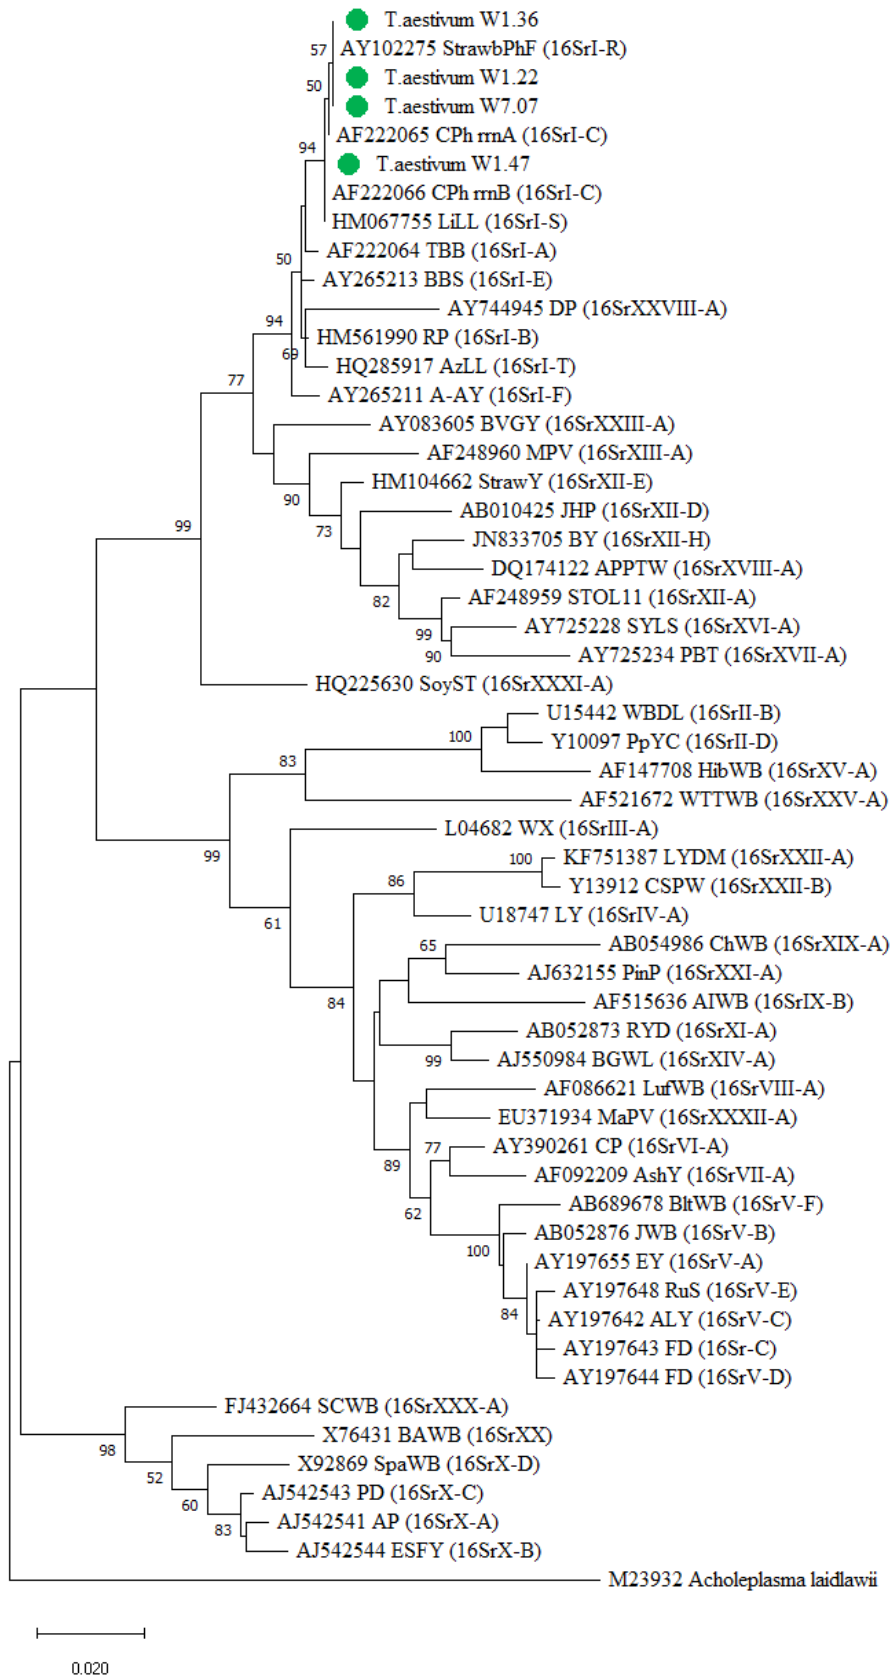 T.aestivum W1.36
57
AY102275 StrawbPhF (16SrI-R)
T.aestivum W1.22
50
T.aestivum W7.07
AF222065 CPh rrnA (16SrI-C)
94
T.aestivum W1.47
AF222066 CPh rrnB (16SrI-C)
HM067755 LiLL (16SrI-S)
AF222064 TBB (16SrI-A)
50
AY265213 BBS (16SrI-E)
AY744945 DP (16SrXXVIII-A)
94
HM561990 RP (16SrI-B)
69
HQ285917 AzLL (16SrI-T)
77
AY265211 A-AY (16SrI-F)
AY083605 BVGY (16SrXXIII-A)
AF248960 MPV (16SrXIII-A)
HM104662 StrawY (16SrXII-E)
90
AB010425 JHP (16SrXII-D)
73
99
JN833705 BY (16SrXII-H)
DQ174122 APPTW (16SrXVIII-A)
82
AF248959 STOL11 (16SrXII-A)
AY725228 SYLS (16SrXVI-A)
99
90
AY725234 PBT (16SrXVII-A)
HQ225630 SoyST (16SrXXXI-A)
U15442 WBDL (16SrII-B)
100
Y10097 PpYC (16SrII-D)
83
AF147708 HibWB (16SrXV-A)
AF521672 WTTWB (16SrXXV-A)
L04682 WX (16SrIII-A)
99
100
KF751387 LYDM (16SrXXII-A)
86
Y13912 CSPW (16SrXXII-B)
U18747 LY (16SrIV-A)
61
65
AB054986 ChWB (16SrXIX-A)
AJ632155 PinP (16SrXXI-A)
84
AF515636 AIWB (16SrIX-B)
AB052873 RYD (16SrXI-A)
99
AJ550984 BGWL (16SrXIV-A)
AF086621 LufWB (16SrVIII-A)
EU371934 MaPV (16SrXXXII-A)
77
AY390261 CP (16SrVI-A)
89
AF092209 AshY (16SrVII-A)
AB689678 BltWB (16SrV-F)
62
AB052876 JWB (16SrV-B)
100
AY197655 EY (16SrV-A)
AY197648 RuS (16SrV-E)
84
AY197642 ALY (16SrV-C)
AY197643 FD (16Sr-C)
AY197644 FD (16SrV-D)
FJ432664 SCWB (16SrXXX-A)
98
X76431 BAWB (16SrXX)
52
X92869 SpaWB (16SrX-D)
60
AJ542543 PD (16SrX-C)
83
AJ542541 AP (16SrX-A)
AJ542544 ESFY (16SrX-B)
M23932 Acholeplasma laidlawii
0.020